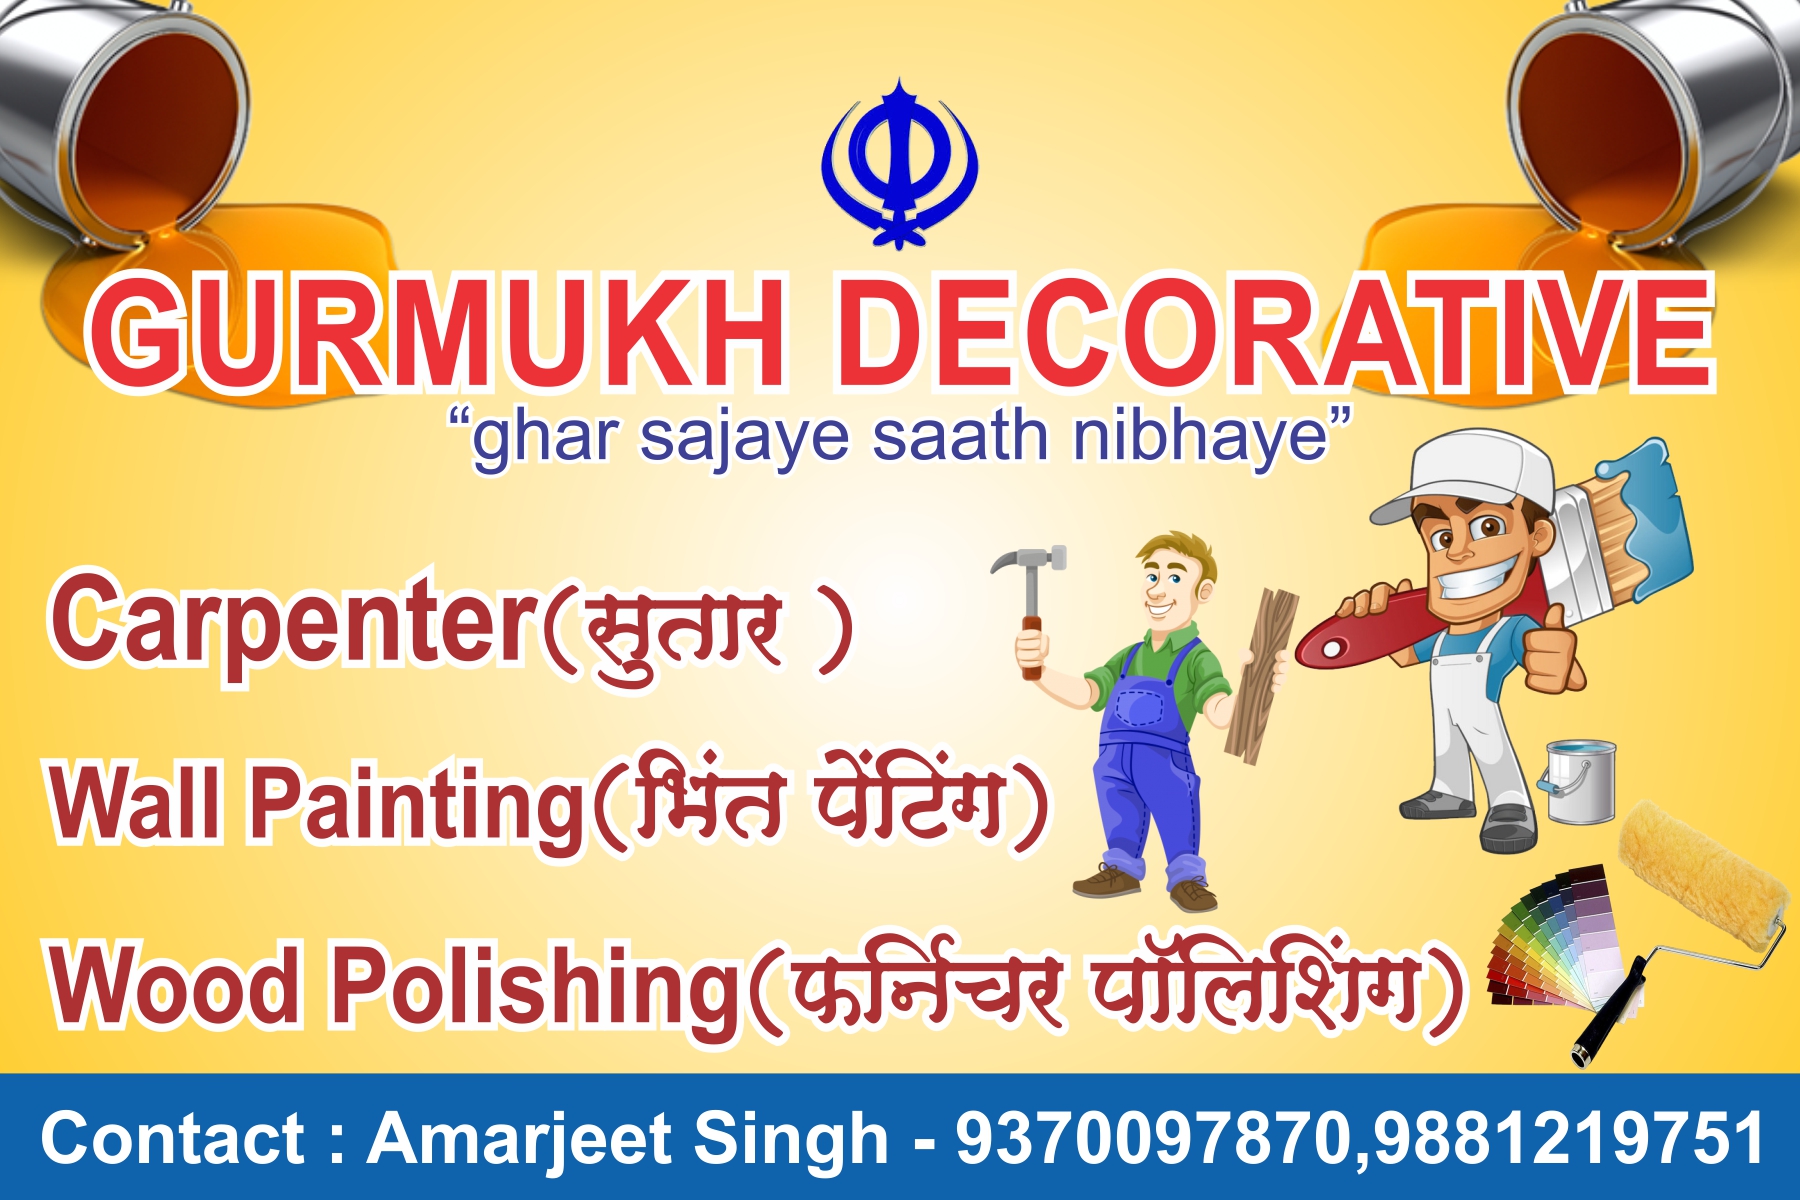 GURMUKH DECORATIVE
“ghar sajaye saath nibhaye”
Carpenter(सुतार )
Wall Painting(भिंत पेंटिंग)
Wood Polishing(फर्निचर पॉलिशिंग)
Contact : Amarjeet Singh - 9370097870,9881219751